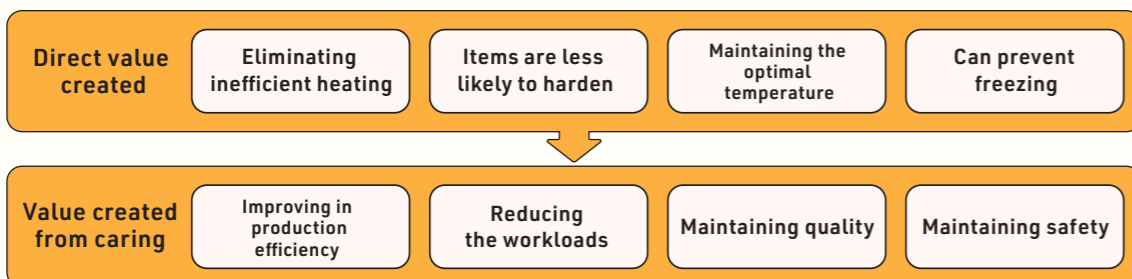 Direct value
created
Eliminating
inefficient heating
Items are less
likely to harden
Maintaining the
optimal
temperature
Can prevent
freezing
Value created
from caring
Improving in
production
efficiency
Reducing
the workloads
Maintaining quality
Maintaining safety